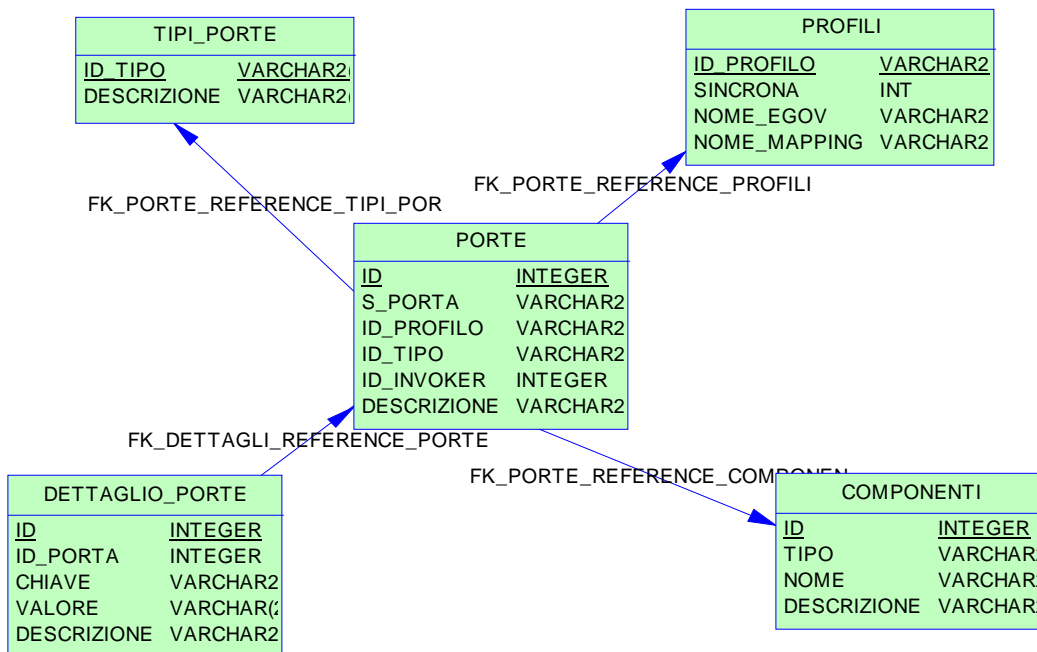 TIPI_PORTE
ID_TIPO VARCHAR2(
DESCRIZIONE VARCHAR2(
PROFILI
ID_PROFILO VARCHAR2
SINCRONA INT
NOME_EGOV VARCHAR2
NOME_MAPPING VARCHAR2
FK_PORTE_REFERENCE_PROFILI
FK_PORTE_REFERENCE_TIPI_POR
PORTE
ID INTEGER
S_PORTA VARCHAR2
ID_PROFILO VARCHAR2
ID_TIPO VARCHAR2
ID_INVOKER INTEGER
DESCRIZIONE VARCHAR2
FK_DETTAGLI_REFERENCE_PORTE
FK_PORTE_REFERENCE_COMPONEN
DETTAGLIO_PORTE
ID INTEGER
ID_PORTA INTEGER
CHIAVE VARCHAR2
VALORE VARCHAR(2
DESCRIZIONE VARCHAR2
COMPONENTI
ID INTEGER
TIPO VARCHAR2
NOME VARCHAR2
DESCRIZIONE VARCHAR2